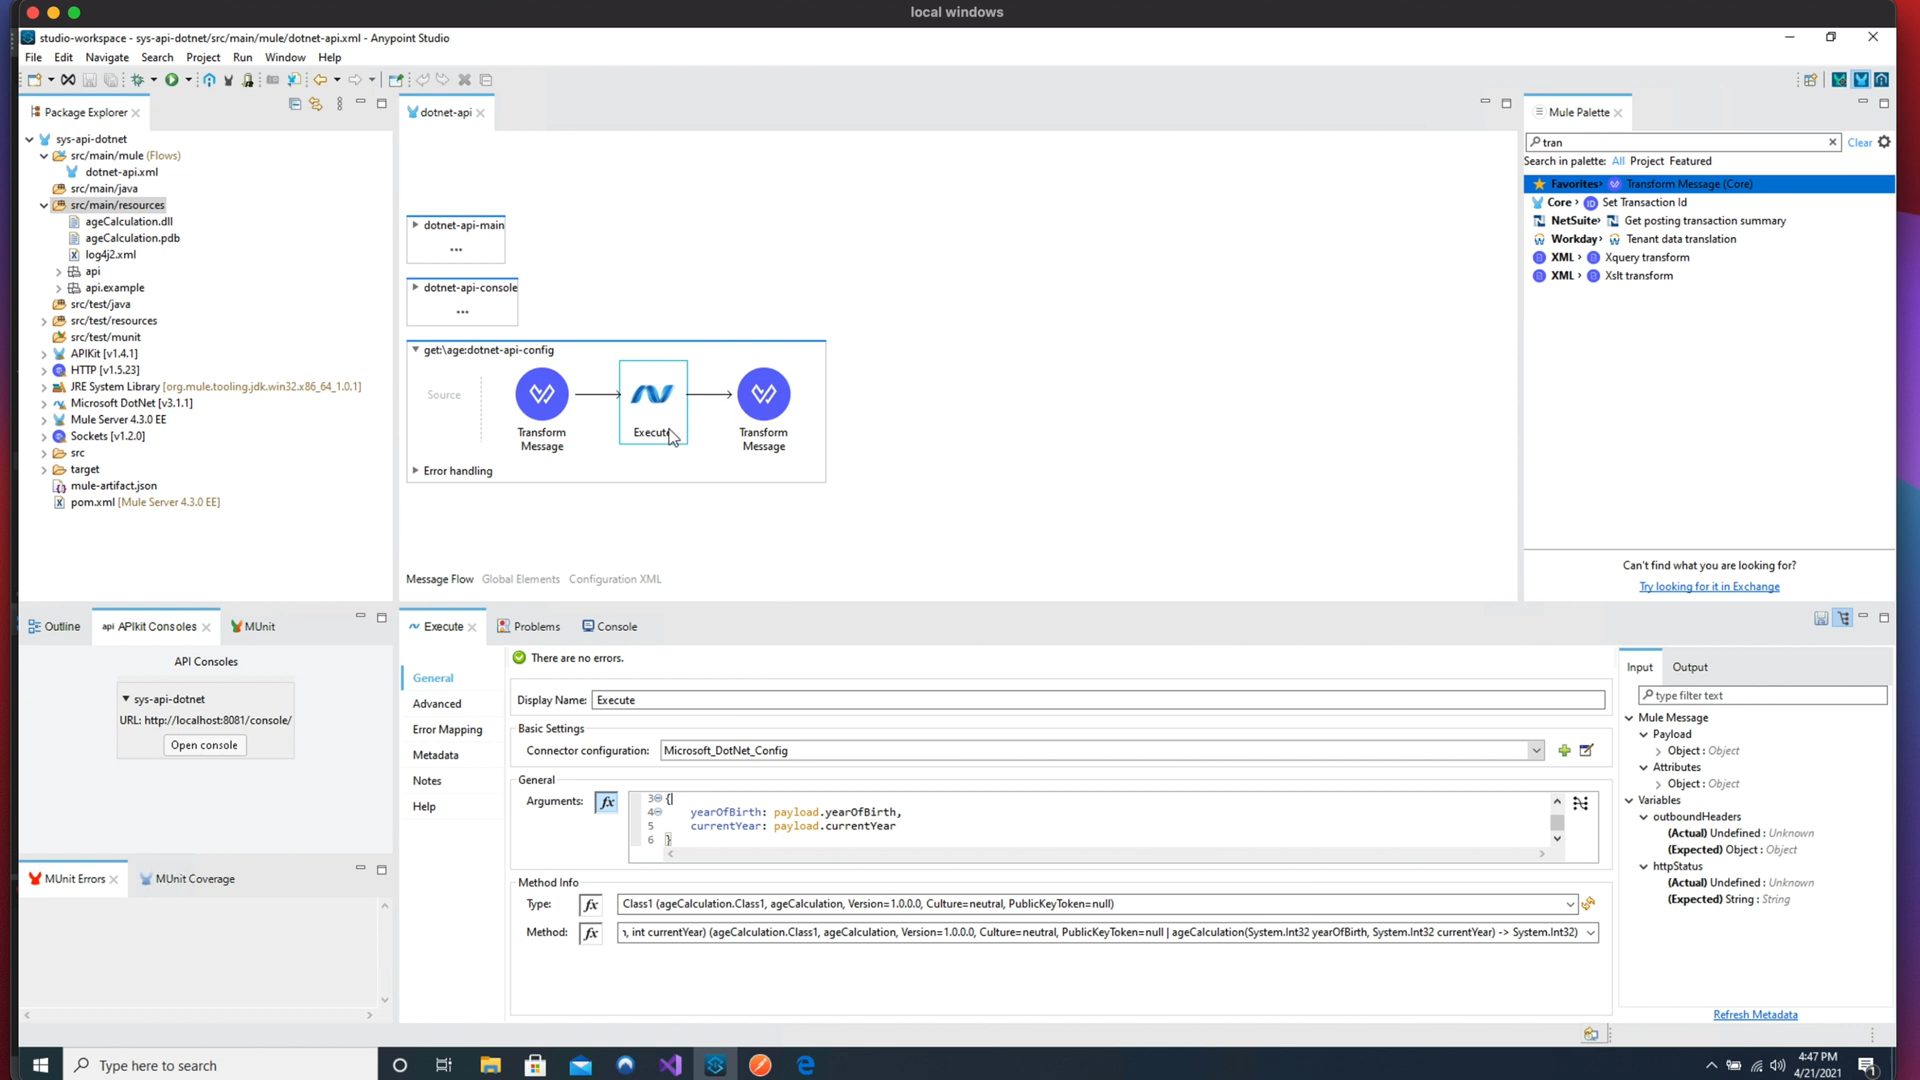 local windows
studio-workspace - sys-api-dotnet/src/main/mule/dotnet-api.xml - Anypoint Studio
File Edit Navigate Search Project Run Window Help
Package Explorer
sys-api-dotnet
src/main/mule (Flows)
dotnet-api.xml
src/main/java
src/main/resources
ageCalculation.dll
ageCalculation.pdb
log4j2.xml
api
api.example
src/test/java
src/test/resources
src/test/munit
APIKit [v1.4.1]
HTTP [v1.5.23]
JRE System Library [org.mule.tooling.jdk.win32.x86_64_1.0.1]
Microsoft DotNet [v3.1.1]
Mule Server 4.3.0 EE
Sockets [v1.2.0]
src
target
mule-artifact.json
pom.xml [Mule Server 4.3.0 EE]
dotnet-api
dotnet-api-main
...
dotnet-api-console
...
get:\age:dotnet-api-config
Source
Transform
Message
Execute
Transform
Message
Error handling
Message Flow Global Elements Configuration XML
Mule Palette
tran
Clear
Search in palette: All Project Featured
Favorites> Transform Message (Core)
Core > Set Transaction Id
NetSuite> Get posting transaction summary
Workday> Tenant data translation
XML > Xquery transform
XML > Xslt transform
Can't find what you are looking for?
Try looking for it in Exchange
Outline
api APIkit Consoles
MUnit
API Consoles
sys-api-dotnet
URL: http://localhost:8081/console/
Open console
MUnit Errors
MUnit Coverage
Execute
Problems
Console
There are no errors.
General
Advanced
Error Mapping
Metadata
Notes
Help
Display Name: Execute
Basic Settings
Connector configuration: Microsoft_DotNet_Config
General
Arguments: fx
3 {
4 yearOfBirth: payload.yearOfBirth,
5 currentYear: payload.currentYear
6 }
Method Info
Type: fx Class1 (ageCalculation.Class1, ageCalculation, Version=1.0.0.0, Culture=neutral, PublicKeyToken=null)
Method: fx , int currentYear) (ageCalculation.Class1, ageCalculation, Version=1.0.0.0, Culture=neutral, PublicKeyToken=null | ageCalculation(System.Int32 yearOfBirth, System.Int32 currentYear) -> System.Int32)
Input Output
type filter text
Mule Message
Payload
Object : Object
Attributes
Object : Object
Variables
outboundHeaders
(Actual) Undefined : Unknown
(Expected) Object : Object
httpStatus
(Actual) Undefined : Unknown
(Expected) String : String
Refresh Metadata
Type here to search
4:47 PM
4/21/2021
1